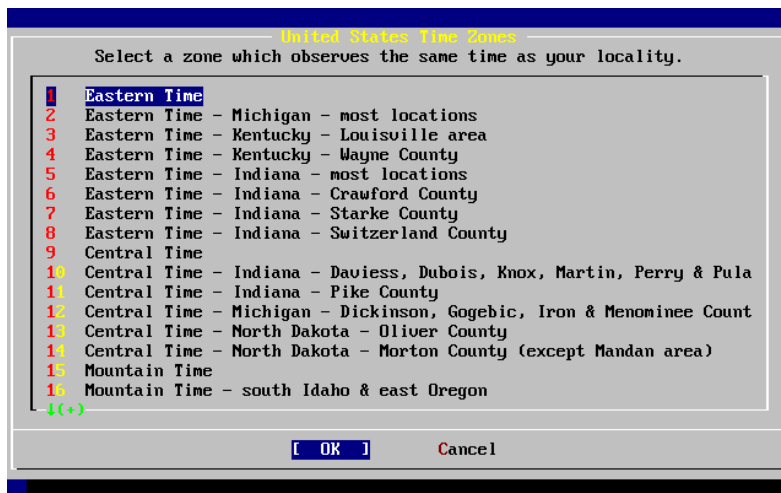 United States Time Zones
Select a zone which observes the same time as your locality.
1 Eastern Time
2 Eastern Time - Michigan - most locations
3 Eastern Time - Kentucky - Louisville area
4 Eastern Time - Kentucky - Wayne County
5 Eastern Time - Indiana - most locations
6 Eastern Time - Indiana - Crawford County
7 Eastern Time - Indiana - Starke County
8 Eastern Time - Indiana - Switzerland County
9 Central Time
10 Central Time - Indiana - Daviess, Dubois, Knox, Martin, Perry & Pula
11 Central Time - Indiana - Pike County
12 Central Time - Michigan - Dickinson, Gogebic, Iron & Menominee Count
13 Central Time - North Dakota - Oliver County
14 Central Time - North Dakota - Morton County (except Mandan area)
15 Mountain Time
16 Mountain Time - south Idaho & east Oregon
↓(+)
[ OK ] Cancel